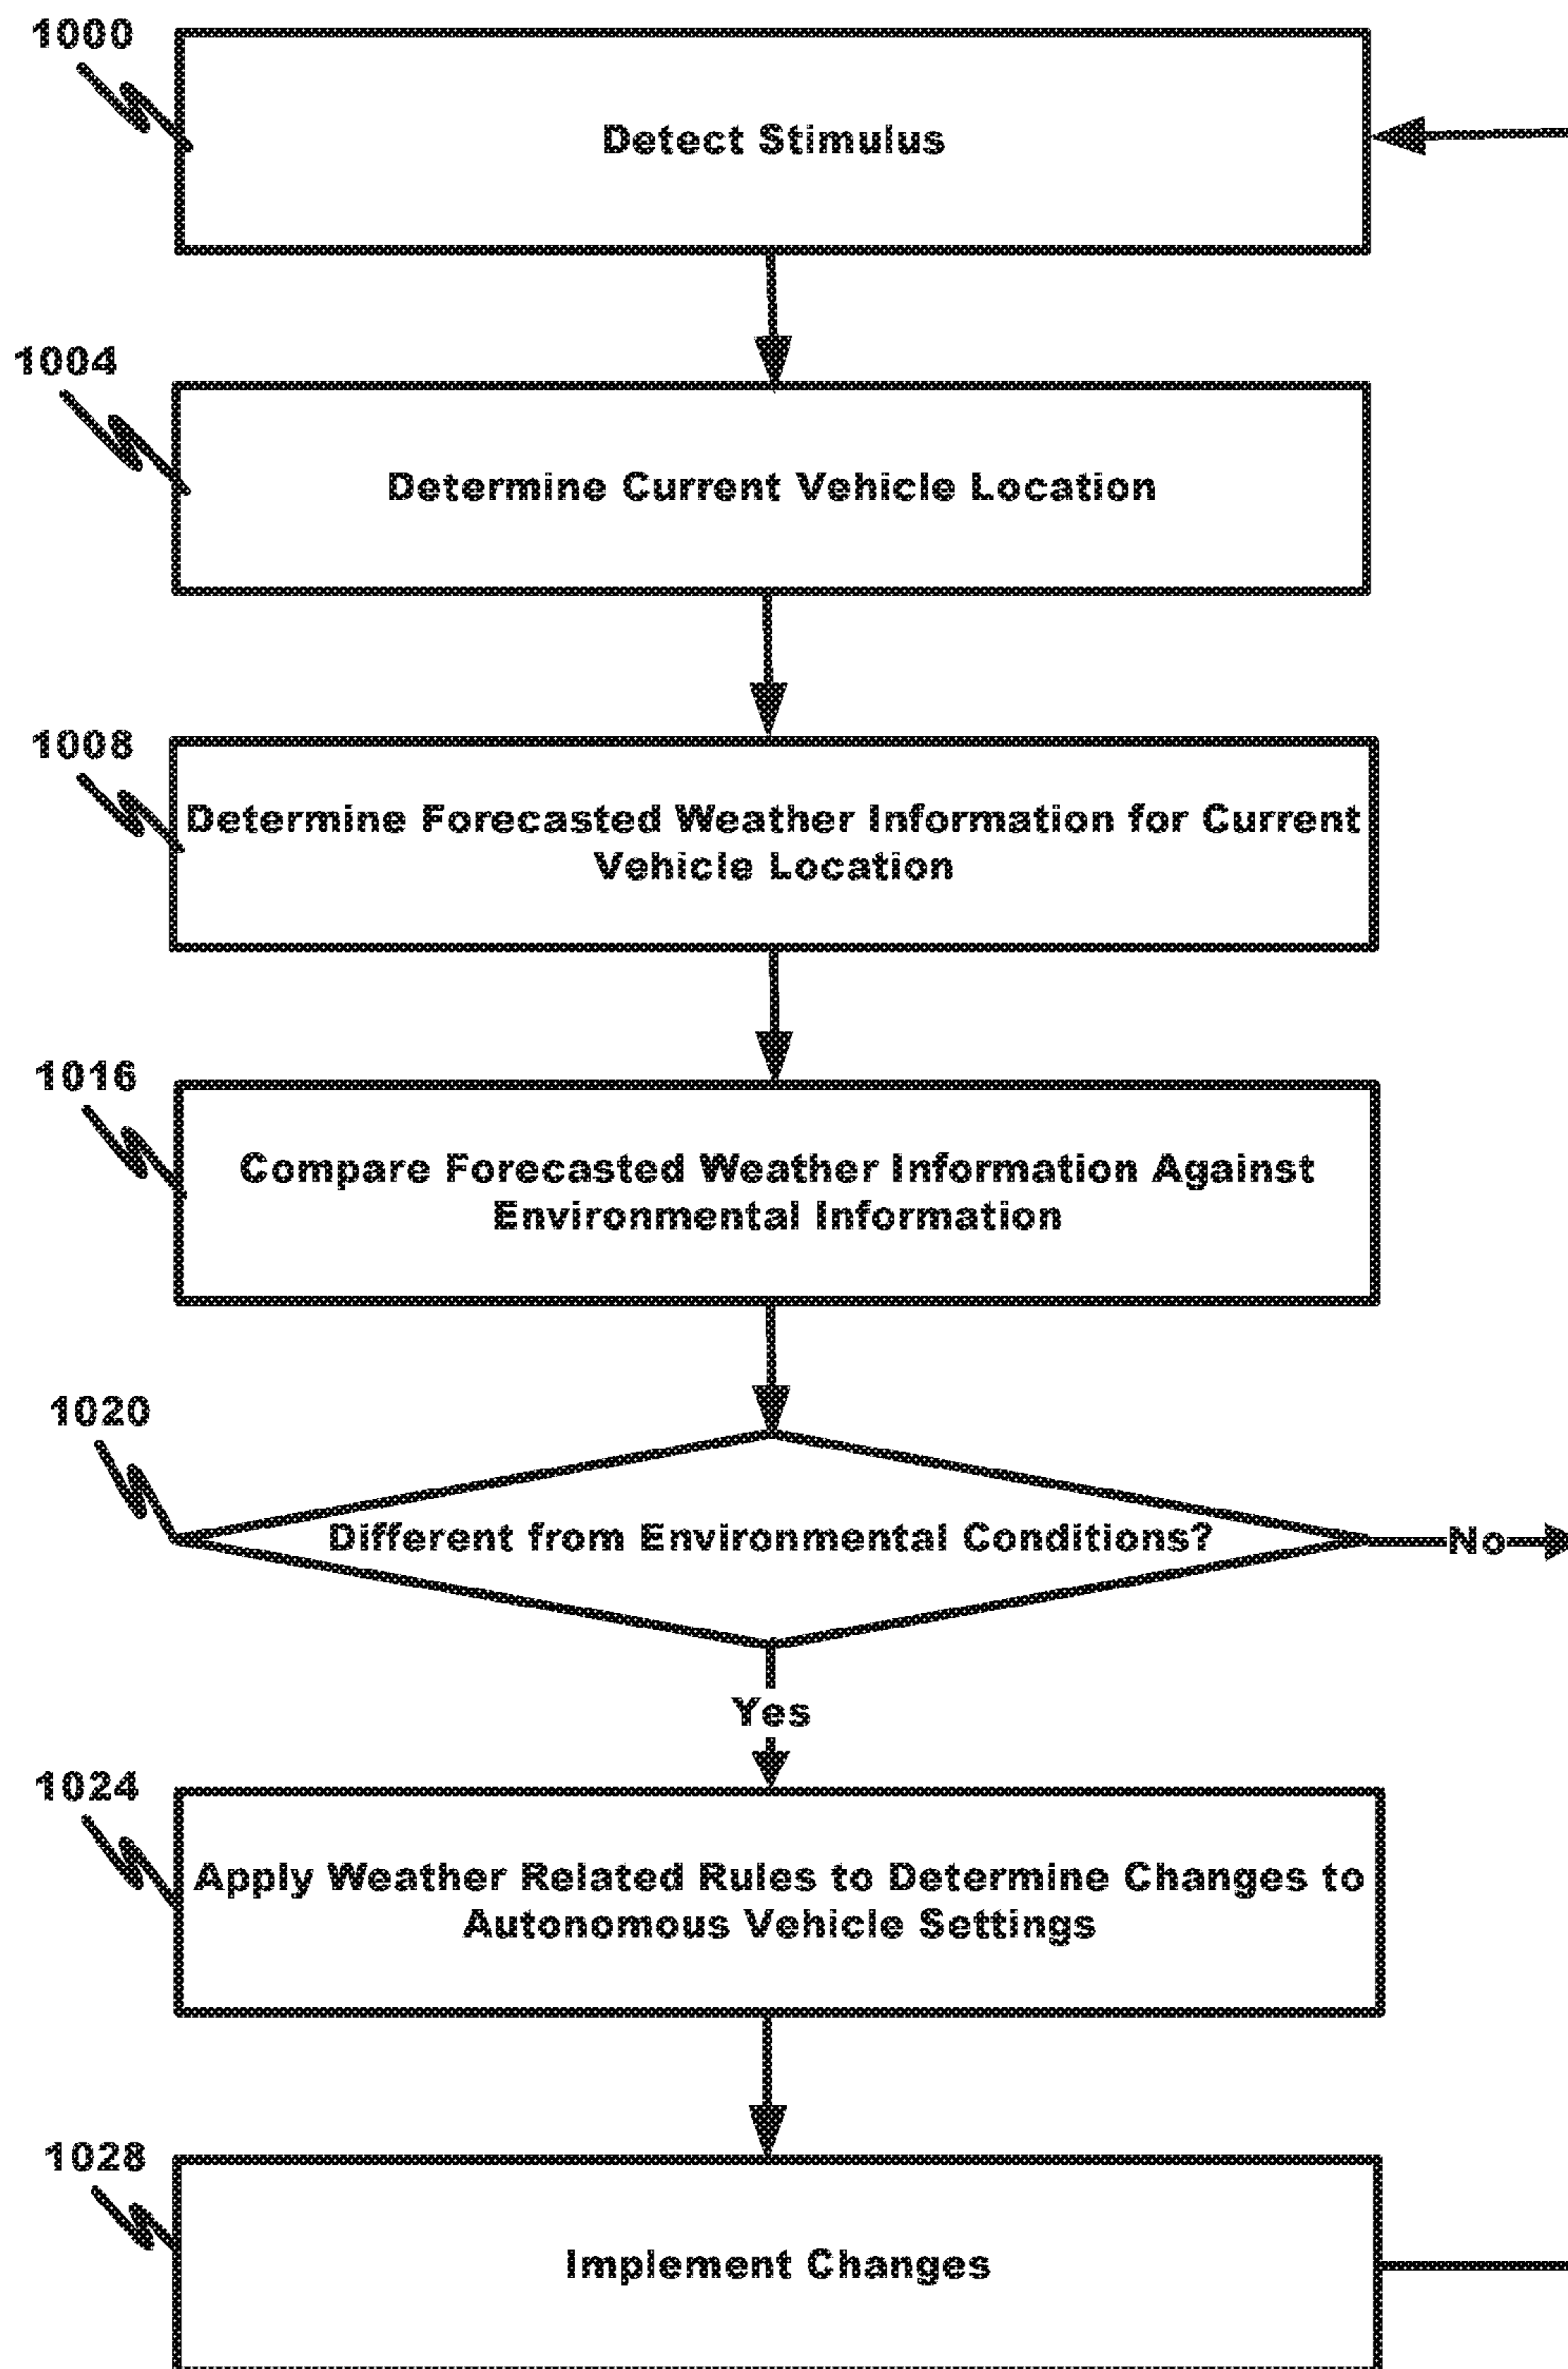 1000
Detect Stimulus
1004
Determine Current Vehicle Location
1008
Determine Forecasted Weather Information for Current
Vehicle Location
1016
Compare Forecasted Weather Information Against
Environmental Information
1020
Different from Environmental Conditions?
No
Yes
1024
Apply Weather Related Rules to Determine Changes to
Autonomous Vehicle Settings
1028
Implement Changes